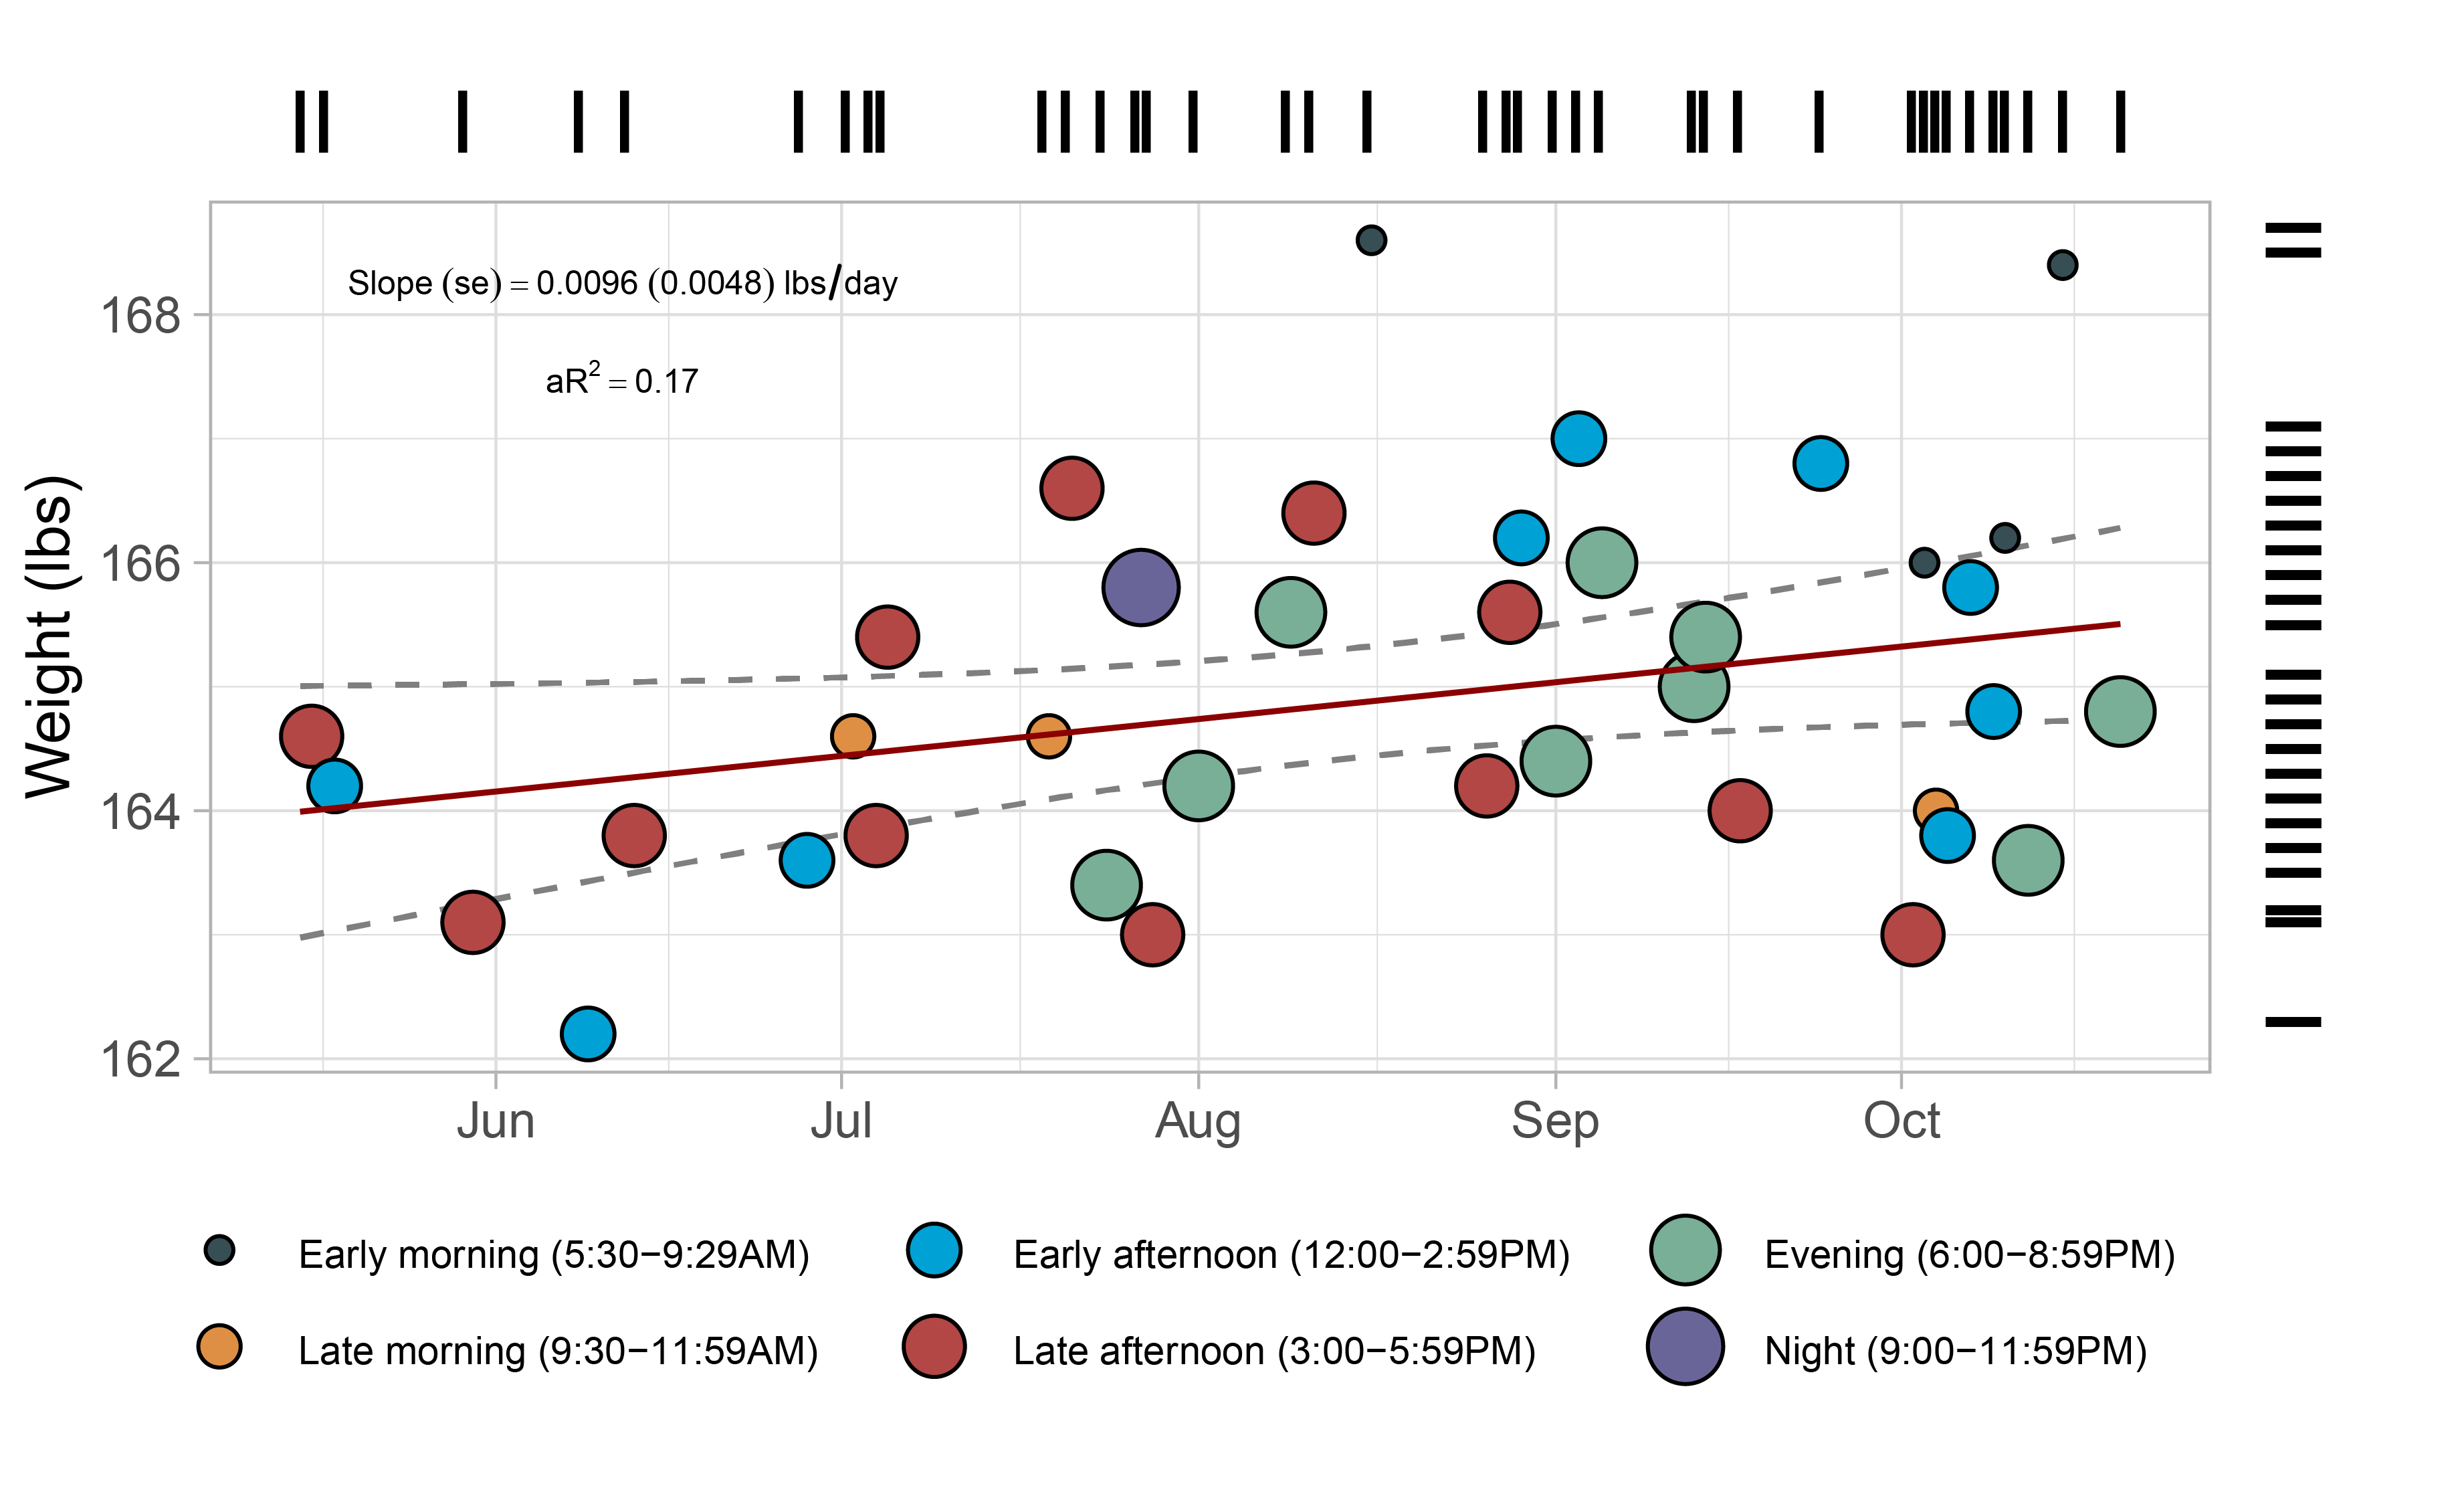 Slope (se) = 0.0096 (0.0048) lbs/day
aR² = 0.17
Weight (lbs)
168
166
164
162
Jun Jul Aug Sep Oct
Early morning (5:30−9:29AM) Early afternoon (12:00−2:59PM) Evening (6:00−8:59PM)
Late morning (9:30−11:59AM) Late afternoon (3:00−5:59PM) Night (9:00−11:59PM)